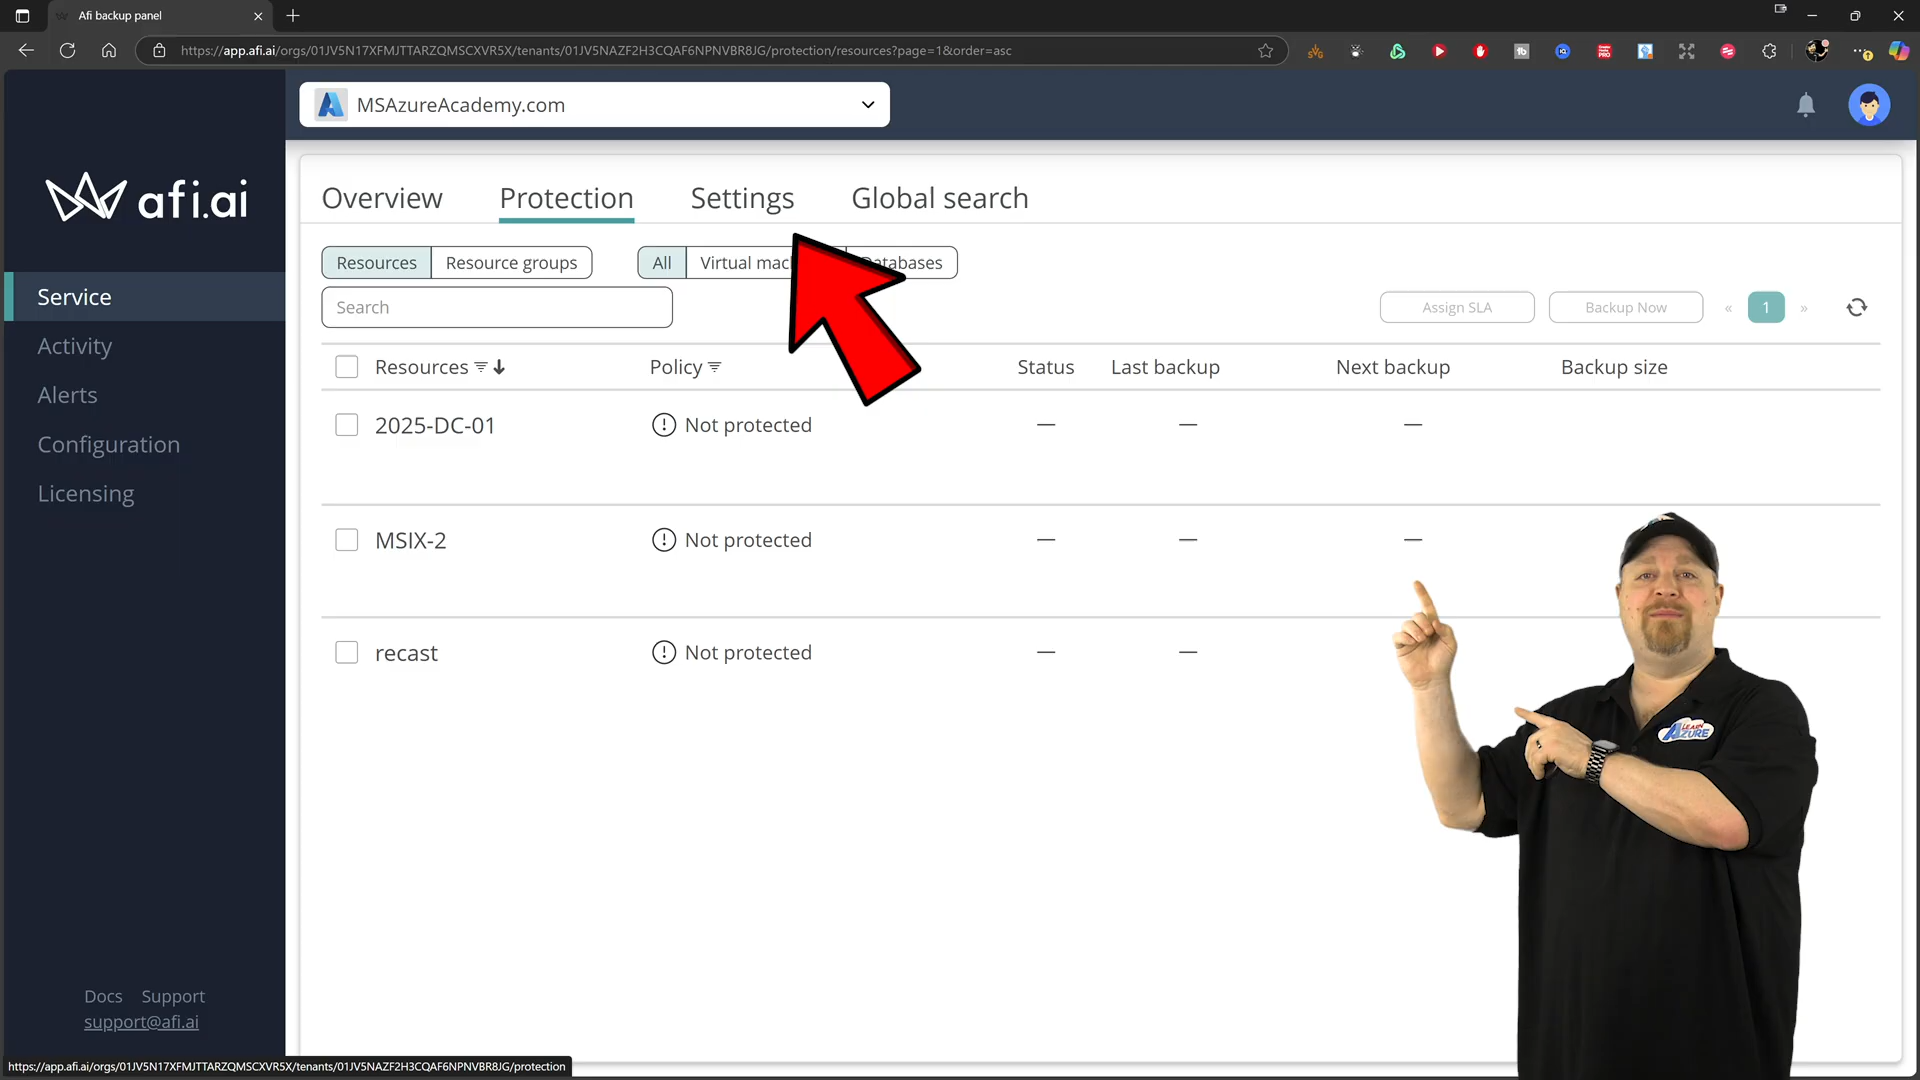 Afi backup panel
https://app.afi.ai/orgs/01JV5N17XFMJTTARZQMSCXVR5X/tenants/01JV5NAZF2H3CQAF6NPNVBR8JG/protection/resources?page=1&order=asc
MSAzureAcademy.com
afi.ai
Overview Protection Settings Global search
Resources Resource groups All Virtual mach Databases
Search
Assign SLA Backup Now « 1 »
Service
Activity
Alerts
Configuration
Licensing
Resources Policy Status Last backup Next backup Backup size
2025-DC-01 Not protected — — —
MSIX-2 Not protected — — —
recast Not protected — —
LEARN
AZURE
Docs Support
support@afi.ai
https://app.afi.ai/orgs/01JV5N17XFMJTTARZQMSCXVR5X/tenants/01JV5NAZF2H3CQAF6NPNVBR8JG/protection